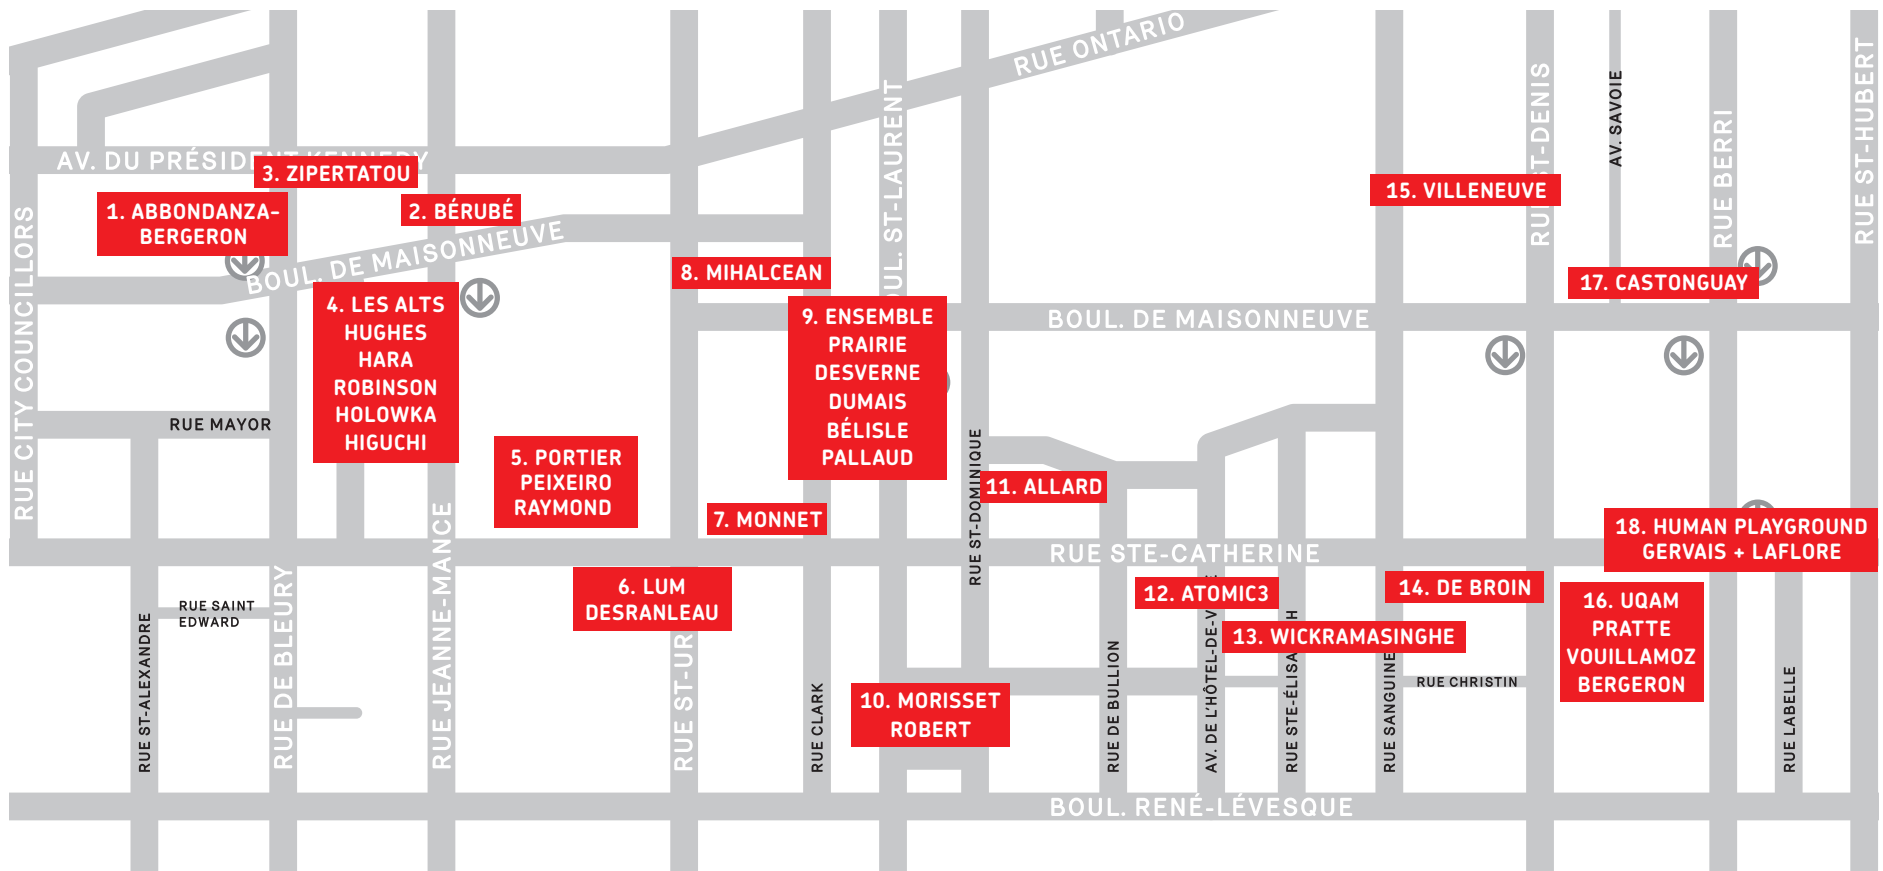 RUE ONTARIO
AV. DU PRÉSIDENT KENNEDY
3. ZIPERTATOU
1. ABBONDANZA-
BERGERON
2. BÉRUBÉ
BOUL. DE MAISONNEUVE
RUE CITY COUNCILLORS
4. LES ALTS
HUGHES
HARA
ROBINSON
HOLOWKA
HIGUCHI
RUE MAYOR
5. PORTIER
PEIXEIRO
RAYMOND
8. MIHALCEAN
9. ENSEMBLE
PRAIRIE
DESVERNE
DUMAIS
BÉLISLE
PALLAUD
BOUL. ST-LAURENT
BOUL. DE MAISONNEUVE
15. VILLENEUVE
RUE ST-DENIS
AV. SAVOIE
RUE BERRI
RUE ST-HUBERT
17. CASTONGUAY
7. MONNET
RUE ST-DOMINIQUE
11. ALLARD
RUE STE-CATHERINE
18. HUMAN PLAYGROUND
GERVAIS + LAFLORE
6. LUM
DESRANLEAU
12. ATOMIC3
13. WICKRAMASINGHE
14. DE BROIN
16. UQAM
PRATTE
VOUILLAMOZ
BERGERON
RUE SAINT
EDWARD
RUE ST-ALEXANDRE
RUE DE BLEURY
RUE JEANNE-MANCE
RUE ST-UR
RUE CLARK
10. MORISSET
ROBERT
RUE DE BULLION
AV. DE L'HÔTEL-DE-V
RUE STE-ÉLISA H
RUE SANGUINE
RUE CHRISTIN
RUE LABELLE
BOUL. RENÉ-LÉVESQUE